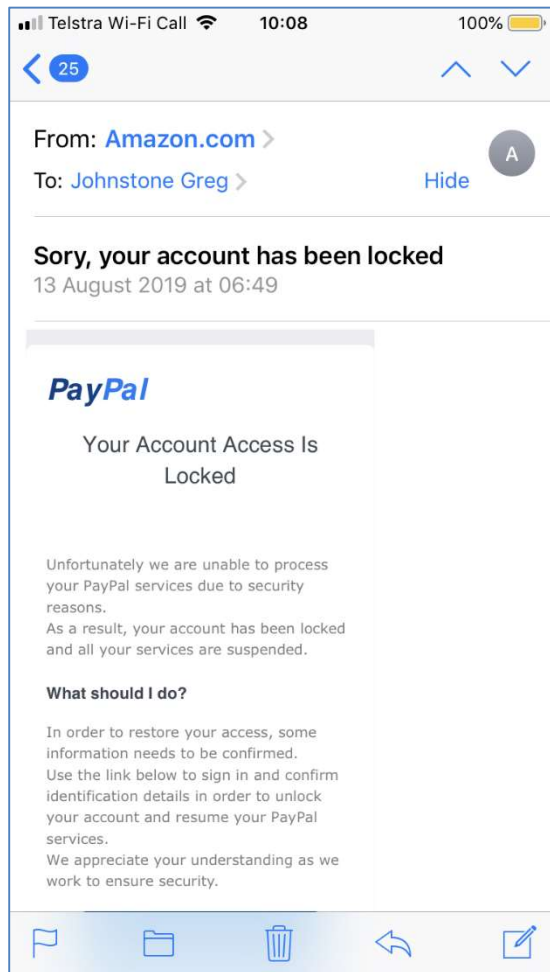 Telstra Wi-Fi Call 10:08 100%
25
From: Amazon.com
A
To: Johnstone Greg Hide
Sory, your account has been locked
13 August 2019 at 06:49
PayPal
Your Account Access Is
Locked
Unfortunately we are unable to process
your PayPal services due to security
reasons.
As a result, your account has been locked
and all your services are suspended.
What should I do?
In order to restore your access, some
information needs to be confirmed.
Use the link below to sign in and confirm
identification details in order to unlock
your account and resume your PayPal
services.
We appreciate your understanding as we
work to ensure security.